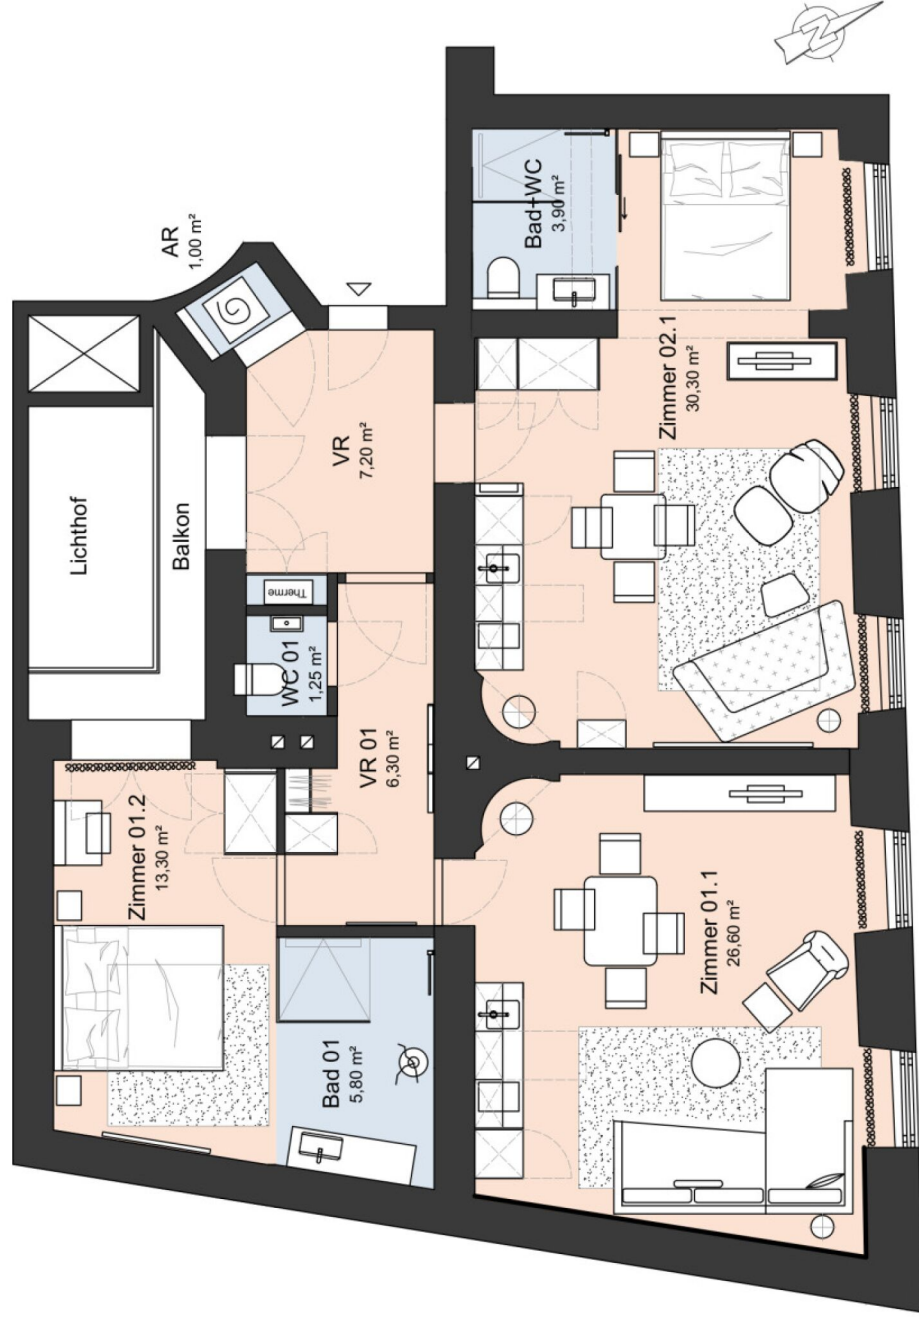 N
AR
1,00 m²
Bad+WC
3,90 m²
Lichthof
Balkon
VR
7,20 m²
Zimmer 02.1
30,30 m²
Therme
WC 01
1,25 m²
VR 01
6,30 m²
Zimmer 01.2
13,30 m²
Zimmer 01.1
26,60 m²
Bad 01
5,80 m²